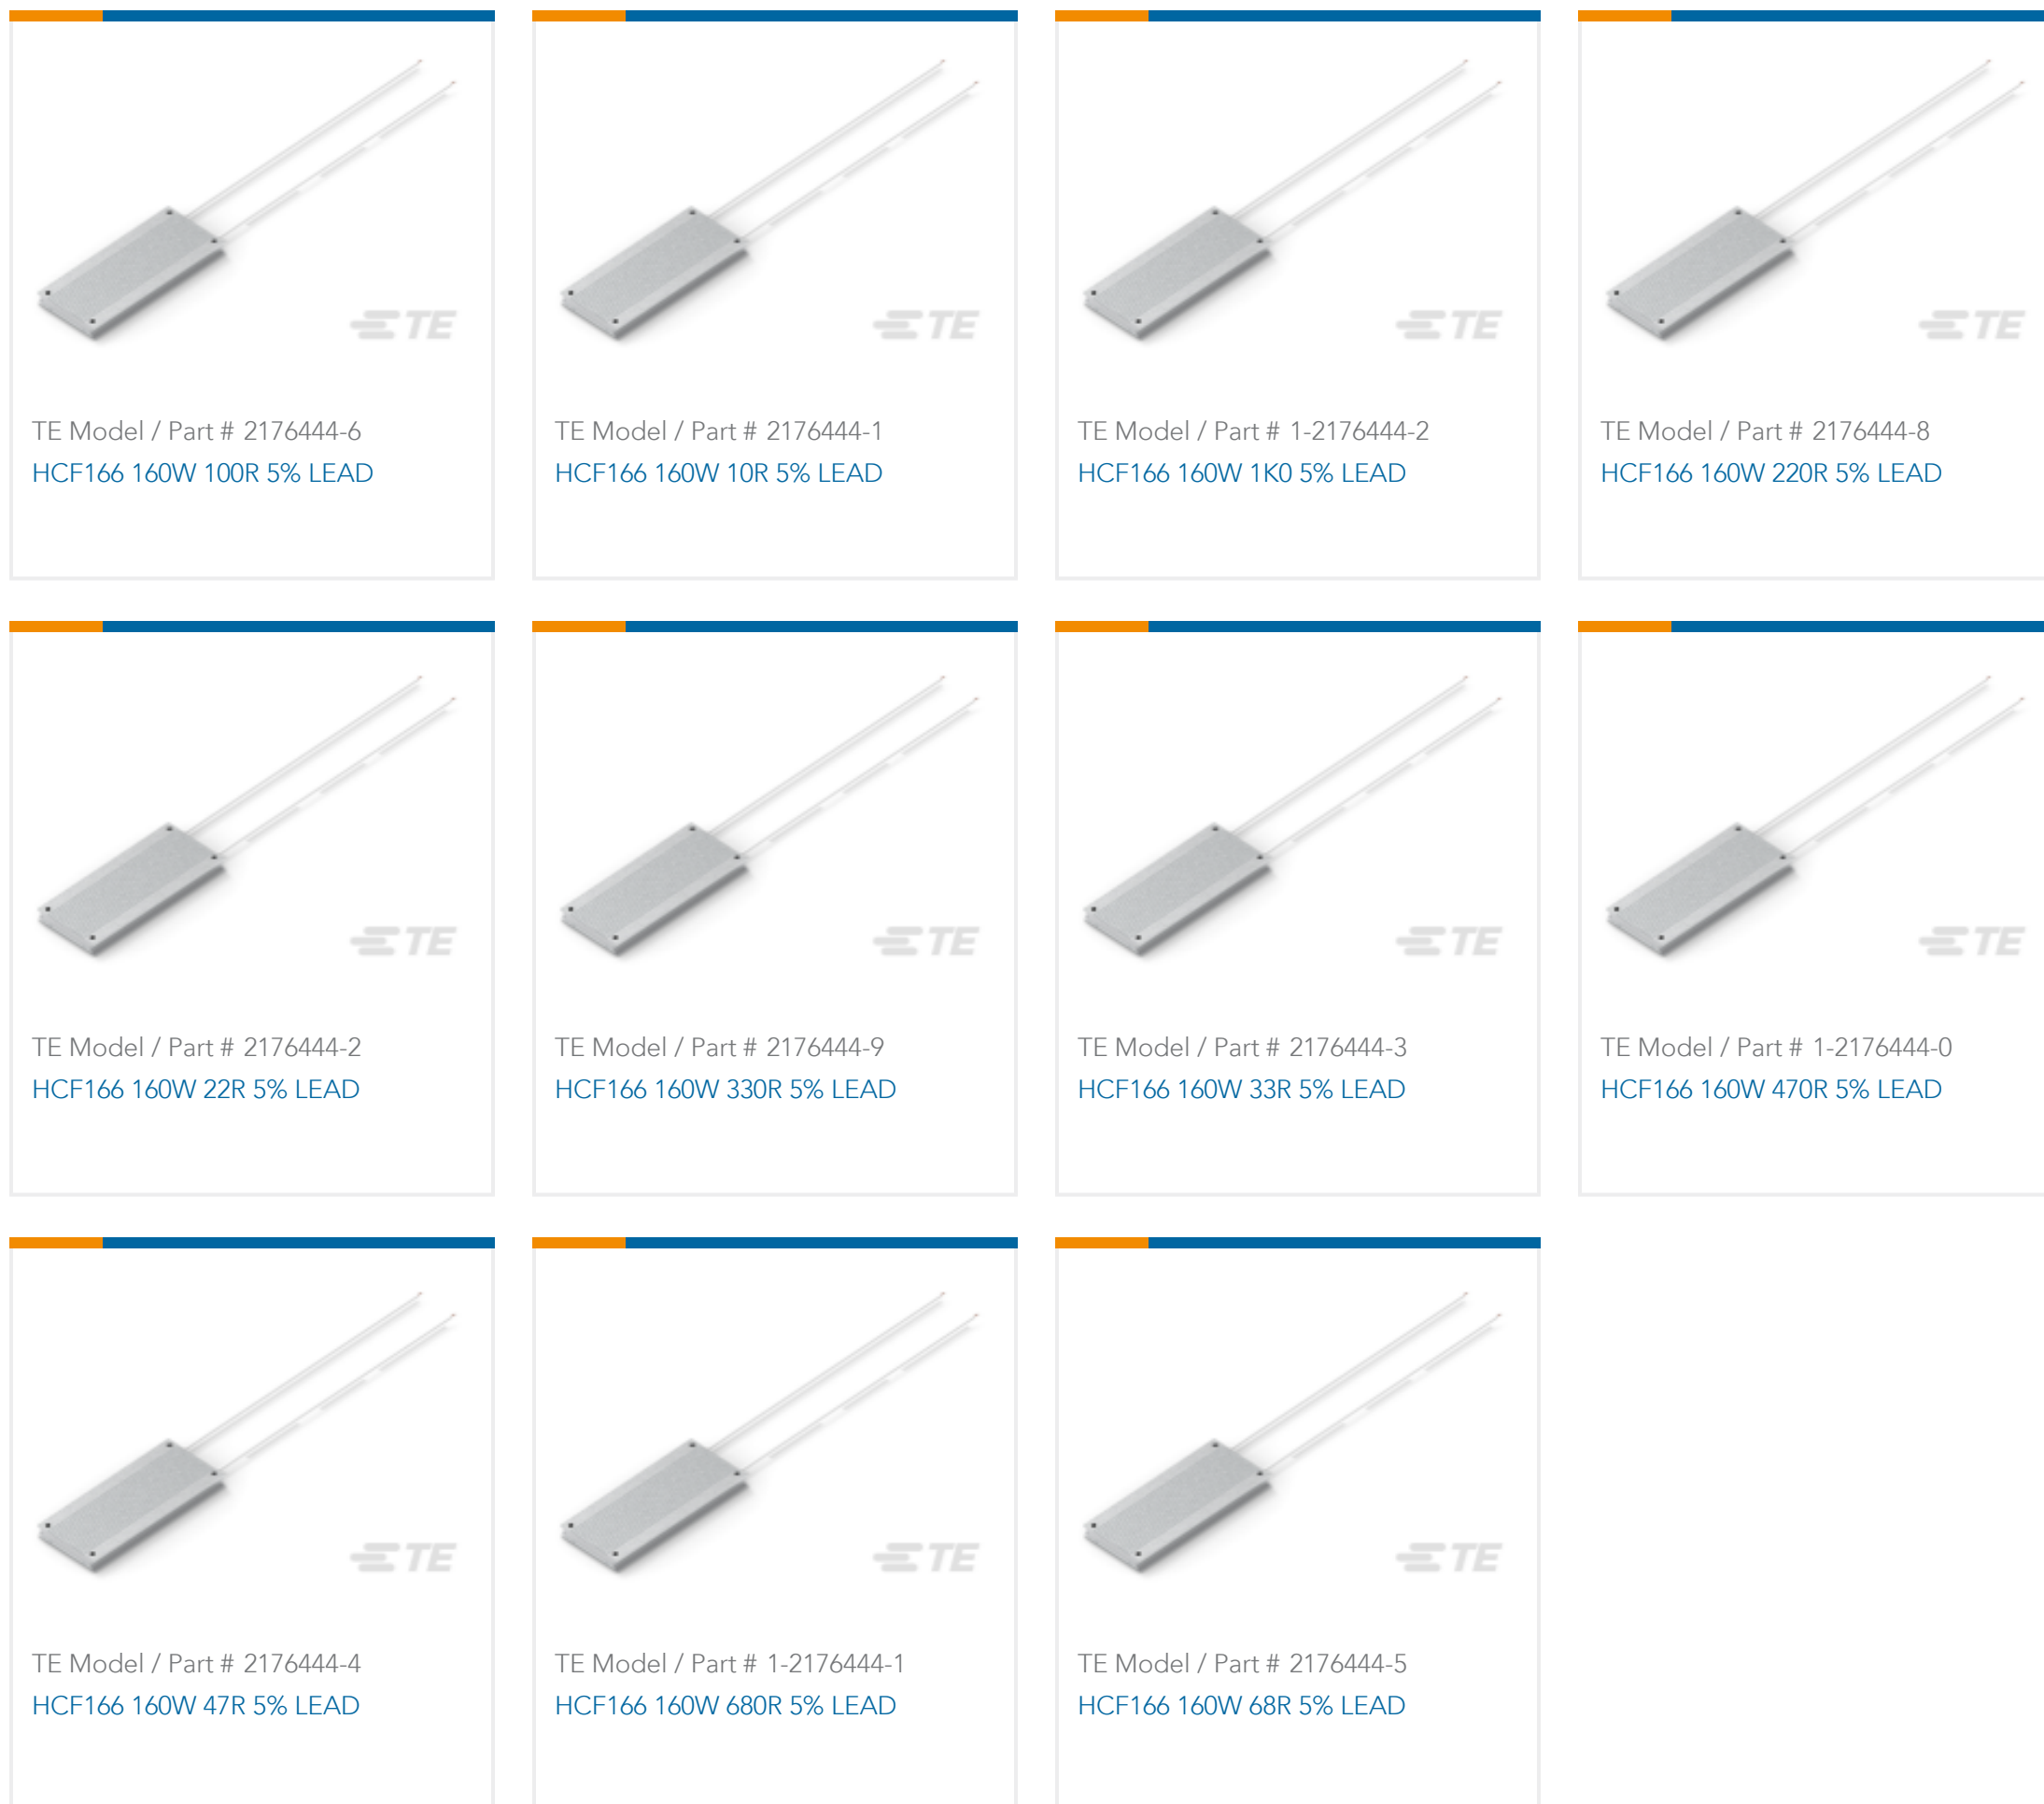 TE
TE Model / Part # 2176444-6
HCF166 160W 100R 5% LEAD
TE
TE Model / Part # 2176444-1
HCF166 160W 10R 5% LEAD
TE
TE Model / Part # 1-2176444-2
HCF166 160W 1K0 5% LEAD
TE
TE Model / Part # 2176444-8
HCF166 160W 220R 5% LEAD
TE
TE Model / Part # 2176444-2
HCF166 160W 22R 5% LEAD
TE
TE Model / Part # 2176444-9
HCF166 160W 330R 5% LEAD
TE
TE Model / Part # 2176444-3
HCF166 160W 33R 5% LEAD
TE
TE Model / Part # 1-2176444-0
HCF166 160W 470R 5% LEAD
TE
TE Model / Part # 2176444-4
HCF166 160W 47R 5% LEAD
TE
TE Model / Part # 1-2176444-1
HCF166 160W 680R 5% LEAD
TE
TE Model / Part # 2176444-5
HCF166 160W 68R 5% LEAD